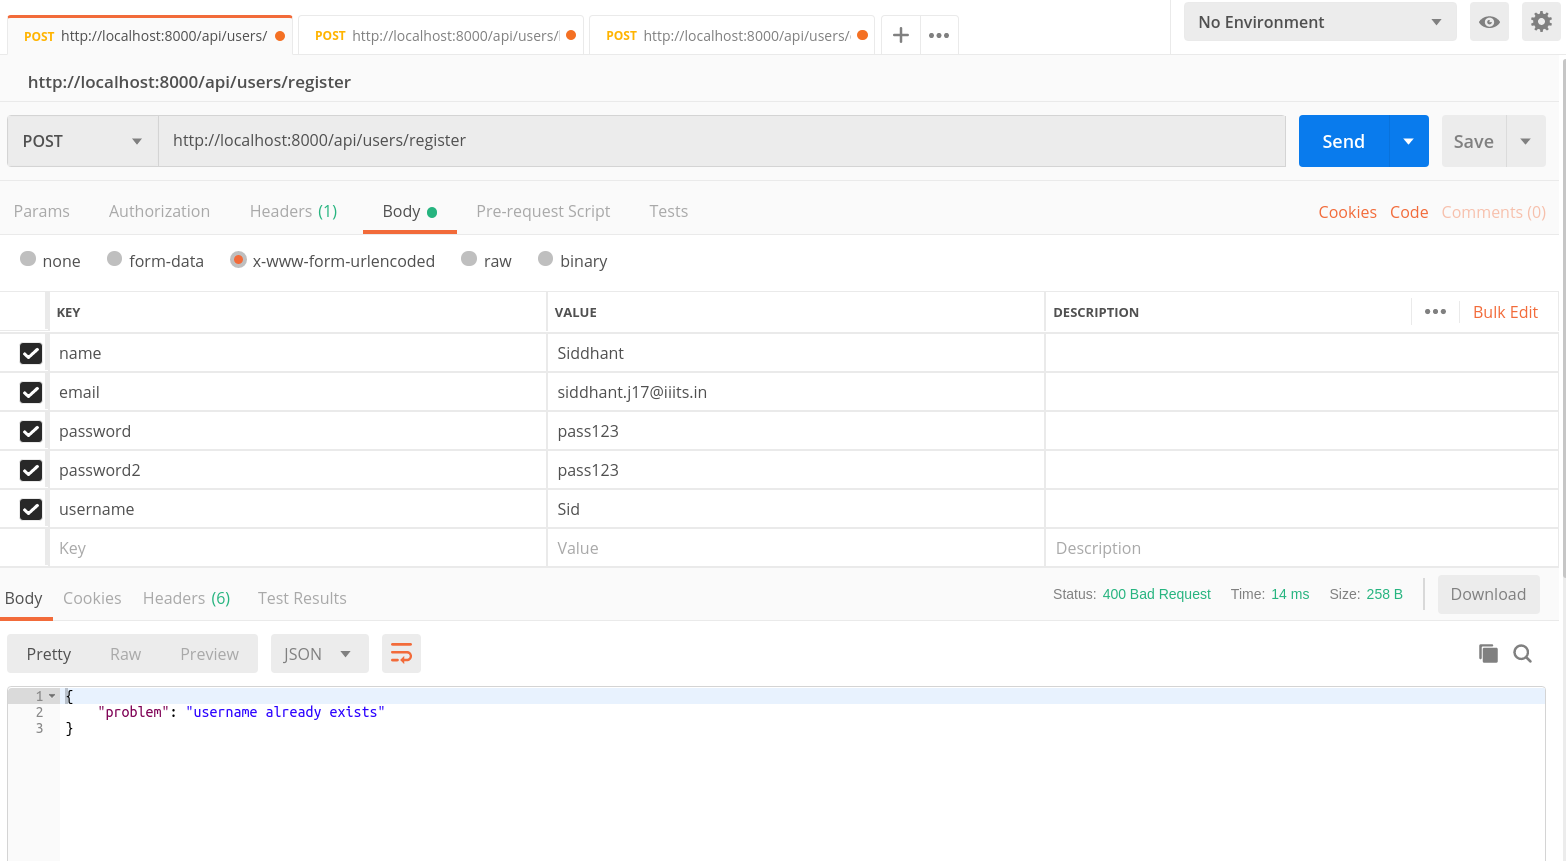 POST http://localhost:8000/api/users/ POST http://localhost:8000/api/users/ POST http://localhost:8000/api/users/ No Environment
http://localhost:8000/api/users/register
POST http://localhost:8000/api/users/register Send Save
Params Authorization Headers (1) Body Pre-request Script Tests Cookies Code Comments (0)
none form-data x-www-form-urlencoded raw binary
KEY VALUE DESCRIPTION Bulk Edit
name Siddhant
email siddhant.j17@iiits.in
password pass123
password2 pass123
username Sid
Key Value Description
Body Cookies Headers (6) Test Results Status: 400 Bad Request Time: 14 ms Size: 258 B Download
Pretty Raw Preview JSON
1 {
2 "problem": "username already exists"
3 }